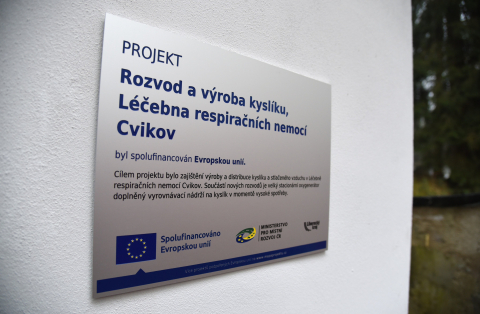 PROJEKT
Rozvod a výroba kyslíku,
Léčebna respiračních nemocí
Cvikov
byl spolufinancován Evropskou unií.
Cílem projektu bylo zajištění výroby a distribuce kyslíku a stlačeného vzduchu v Léčebně
respiračních nemocí Cvikov. Součástí nových rozvodů je velký stacionární oxygenerátor
doplněný vyrovnávací nádrží na kyslík v momentě vysoké spotřeby.
Spolufinancováno
Evropskou unií
MINISTERSTVO
PRO MÍSTNÍ
ROZVOJ ČR